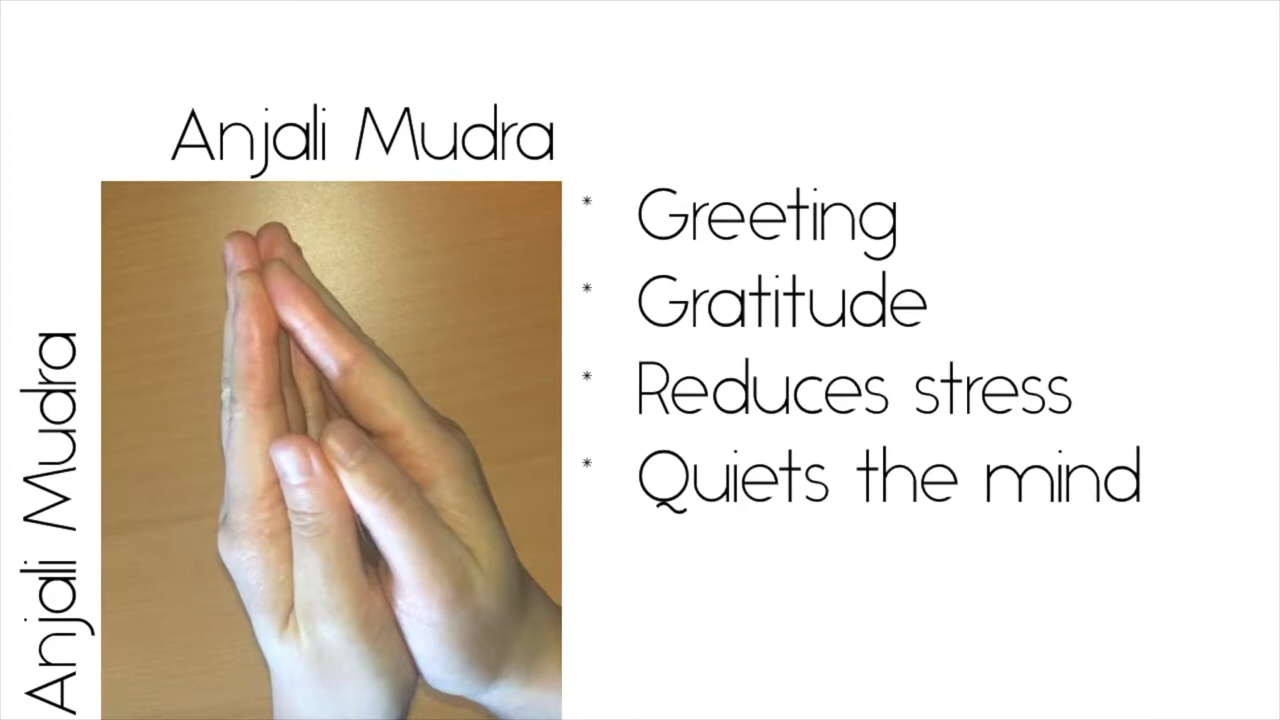 Anjali Mudra
Anjali Mudra
* Greeting
* Gratitude
* Reduces stress
* Quiets the mind